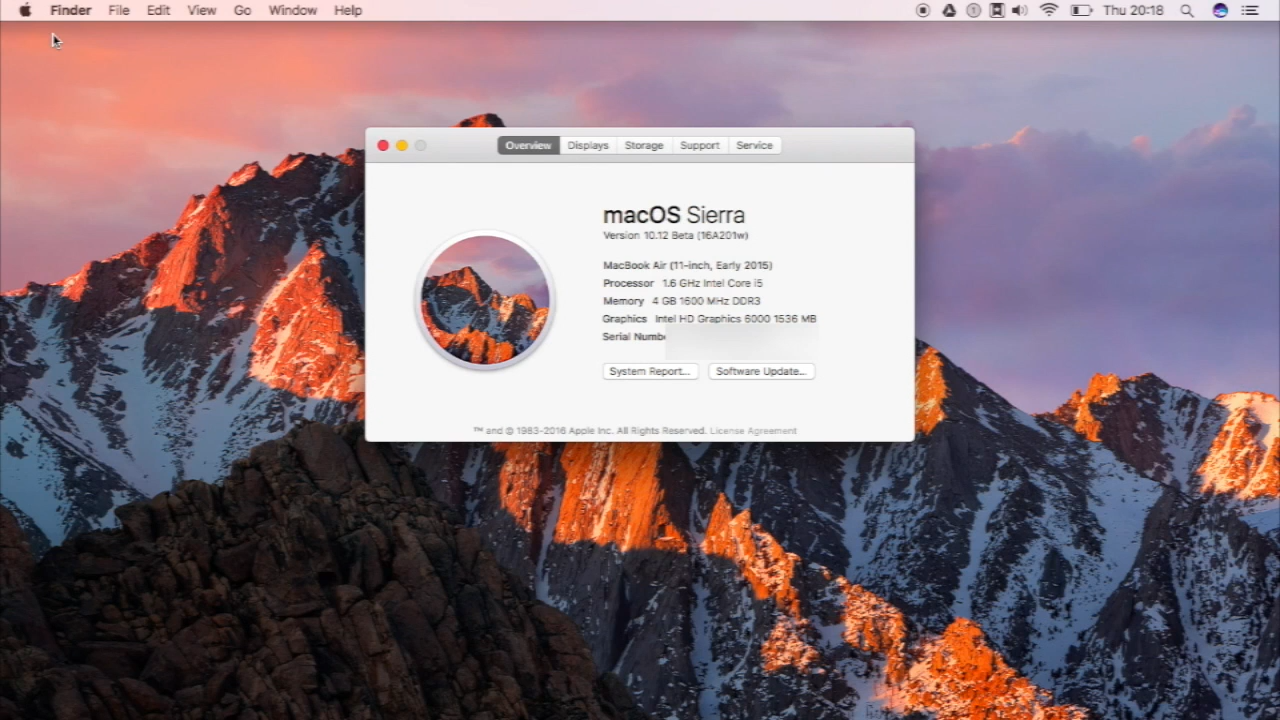 Finder File Edit View Go Window Help Thu 20:18
Overview Displays Storage Support Service
macOS Sierra
Version 10.12 Beta (16A201w)
MacBook Air (11-inch, Early 2015)
Processor 1.6 GHz Intel Core i5
Memory 4 GB 1600 MHz DDR3
Graphics Intel HD Graphics 6000 1536 MB
Serial Numbe
System Report... Software Update...
™ and © 1983-2016 Apple Inc. All Rights Reserved. License Agreement